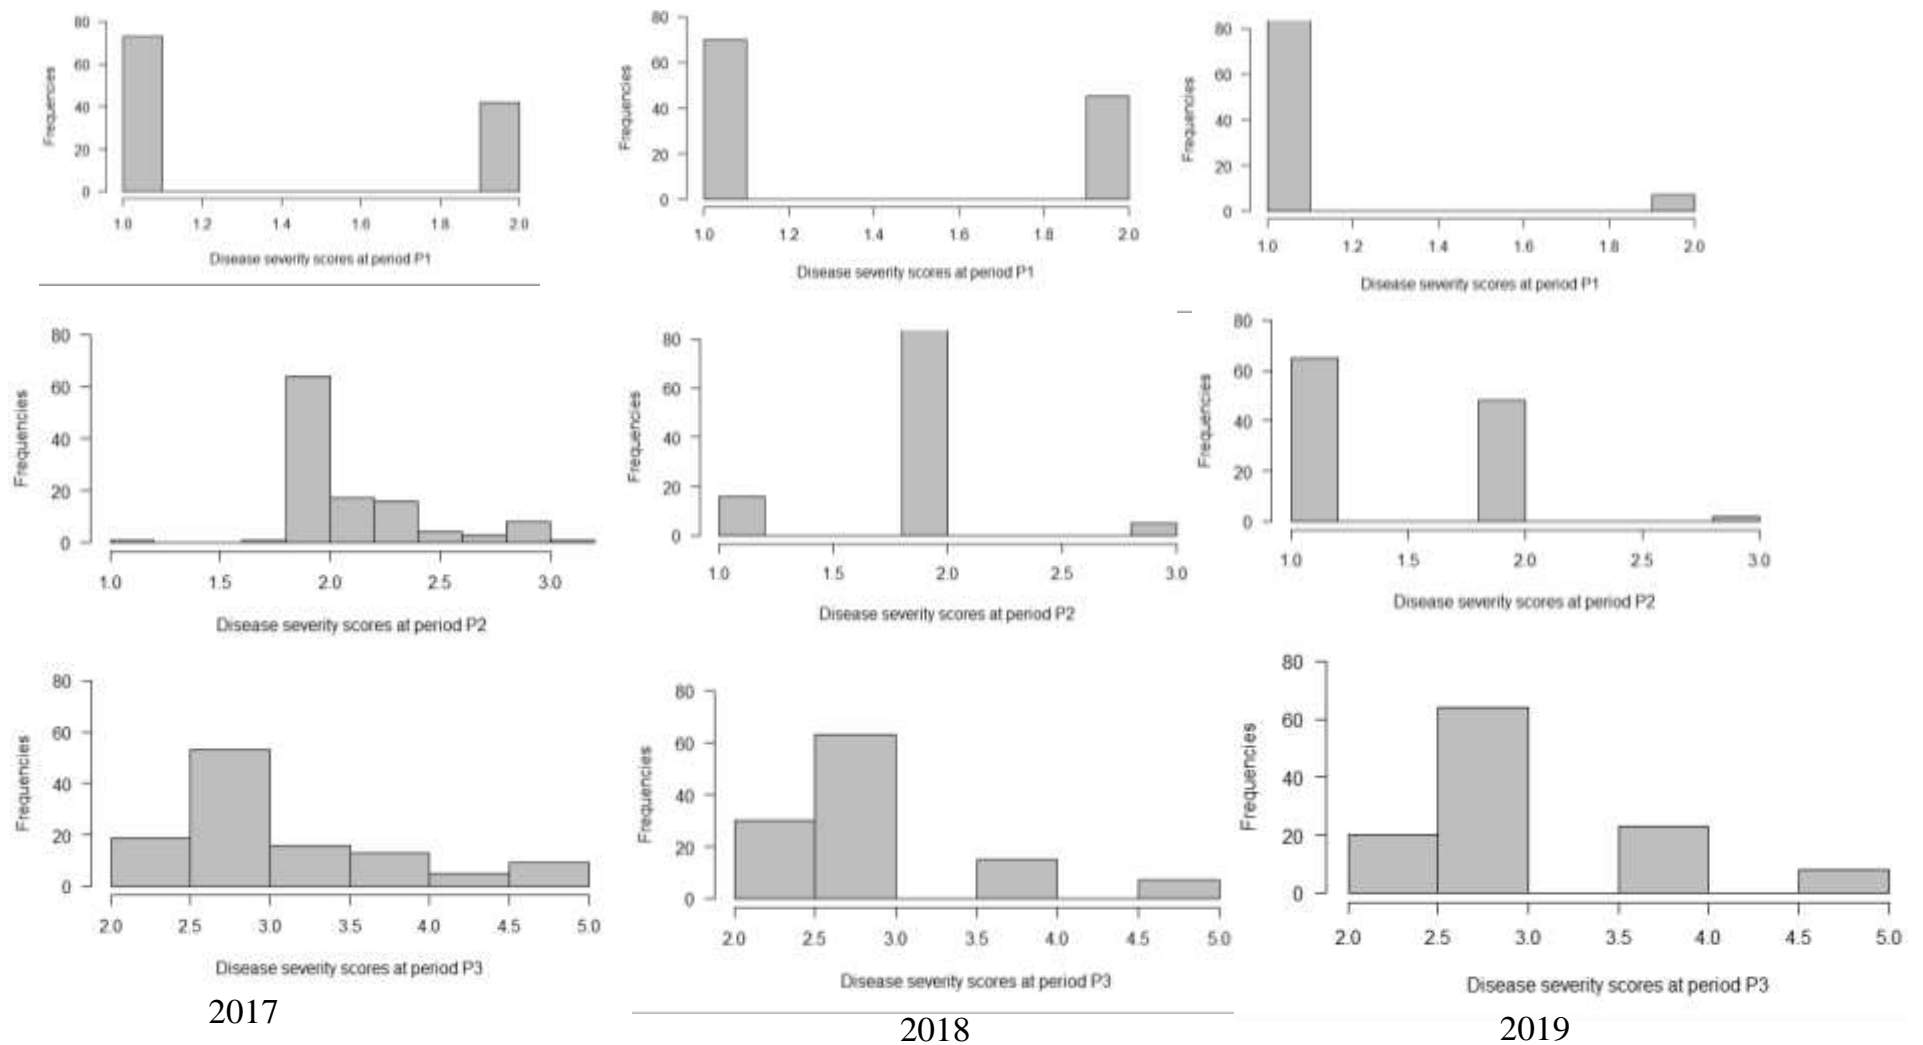 80
60
40
20
0
Frequencies
1.0 1.2 1.4 1.6 1.8 2.0
Disease severity scores at period P1
80
60
40
20
0
Frequencies
1.0 1.2 1.4 1.6 1.8 2.0
Disease severity scores at period P1
80
60
40
20
0
Frequencies
1.0 1.2 1.4 1.6 1.8 2.0
Disease severity scores at period P1
80
60
40
20
0
Frequencies
1.0 1.5 2.0 2.5 3.0
Disease severity scores at period P2
80
60
40
20
0
Frequencies
1.0 1.5 2.0 2.5 3.0
Disease severity scores at period P2
80
60
40
20
0
Frequencies
1.0 1.5 2.0 2.5 3.0
Disease severity scores at period P2
80
60
40
20
0
Frequencies
2.0 2.5 3.0 3.5 4.0 4.5 5.0
Disease severity scores at period P3
2017
80
60
40
20
0
Frequencies
2.0 2.5 3.0 3.5 4.0 4.5 5.0
Disease severity scores at period P3
2018
80
60
40
20
0
Frequencies
2.0 2.5 3.0 3.5 4.0 4.5 5.0
Disease severity scores at period P3
2019